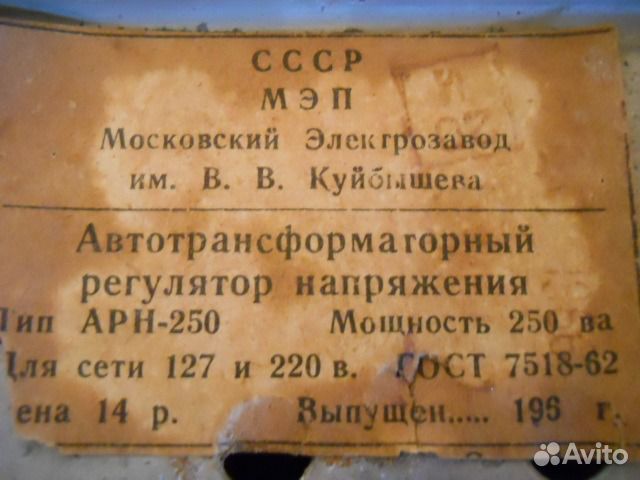 СССР
МЭП
Московский Электрозавод
им. В. В. Куйбышева
Автотрансформаторный
регулятор напряжения
Тип АРН-250 Мощность 250 ва
Для сети 127 и 220 в. ГОСТ 7518-62
ена 14 р. Выпущен..... 196 г.
Avito